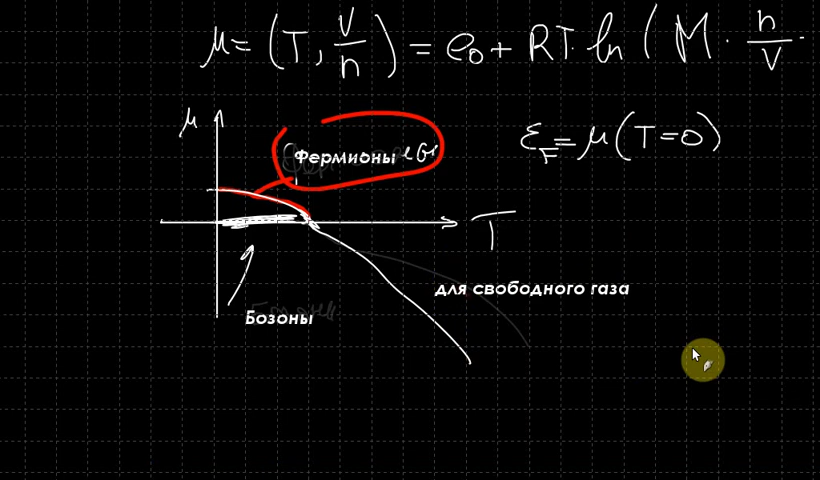 μ = (T, V/n) = e₀ + RT · ln ( M · n/V ·
μ
Фермионы
ε_F = μ(T=0)
T
для свободного газа
Бозоны